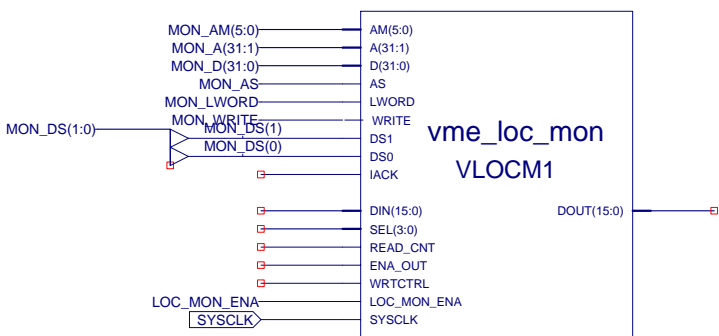 MON_AM(5:0) AM(5:0)
MON_A(31:1) A(31:1)
MON_D(31:0) D(31:0)
MON_AS AS
MON_LWORD LWORD
MON_WRITE WRITE
MON_DS(1:0) MON_DS(1) DS1
MON_DS(0) DS0
IACK
vme_loc_mon
VLOCM1
DIN(15:0) DOUT(15:0)
SEL(3:0)
READ_CNT
ENA_OUT
WRTCTRL
LOC_MON_ENA LOC_MON_ENA
SYSCLK SYSCLK